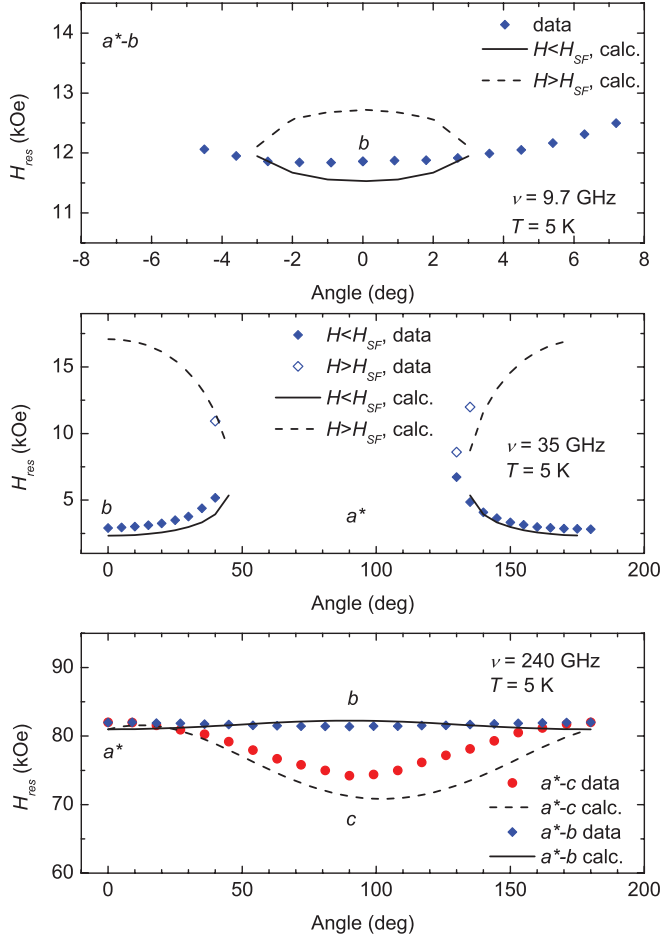 a*-b
data
H<H_SF, calc.
H>H_SF, calc.
b
ν = 9.7 GHz
T = 5 K
14
13
12
11
H_res (kOe)
-8 -6 -4 -2 0 2 4 6 8
Angle (deg)
H<H_SF, data
H>H_SF, data
H<H_SF, calc.
H>H_SF, calc.
ν = 35 GHz
T = 5 K
15
10
5
H_res (kOe)
b
a*
0 50 100 150 200
Angle (deg)
ν = 240 GHz
T = 5 K
90
80
70
60
H_res (kOe)
b
a*
c
a*-c data
a*-c calc.
a*-b data
a*-b calc.
0 50 100 150 200
Angle (deg)